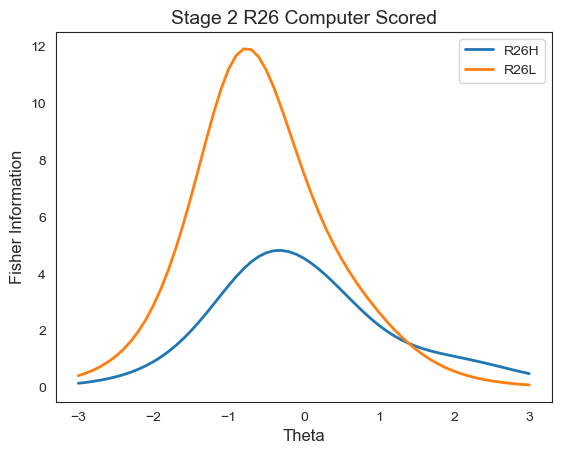 Stage 2 R26 Computer Scored
R26H
R26L
Fisher Information
12
10
8
6
4
2
0
−3
−2
−1
0
1
2
3
Theta